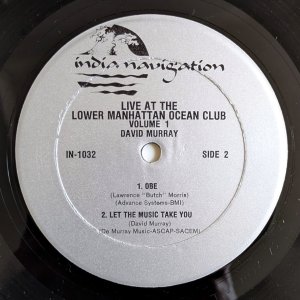 india navigation
LIVE AT THE
LOWER MANHATTAN OCEAN CLUB
VOLUME 1
DAVID MURRAY
IN-1032
SIDE 2
1. OBE
(Lawrence "Butch" Morris)
(Advance Systems-BMI)
2. LET THE MUSIC TAKE YOU
(David Murray)
(De Murray Music-ASCAP-SACEM)